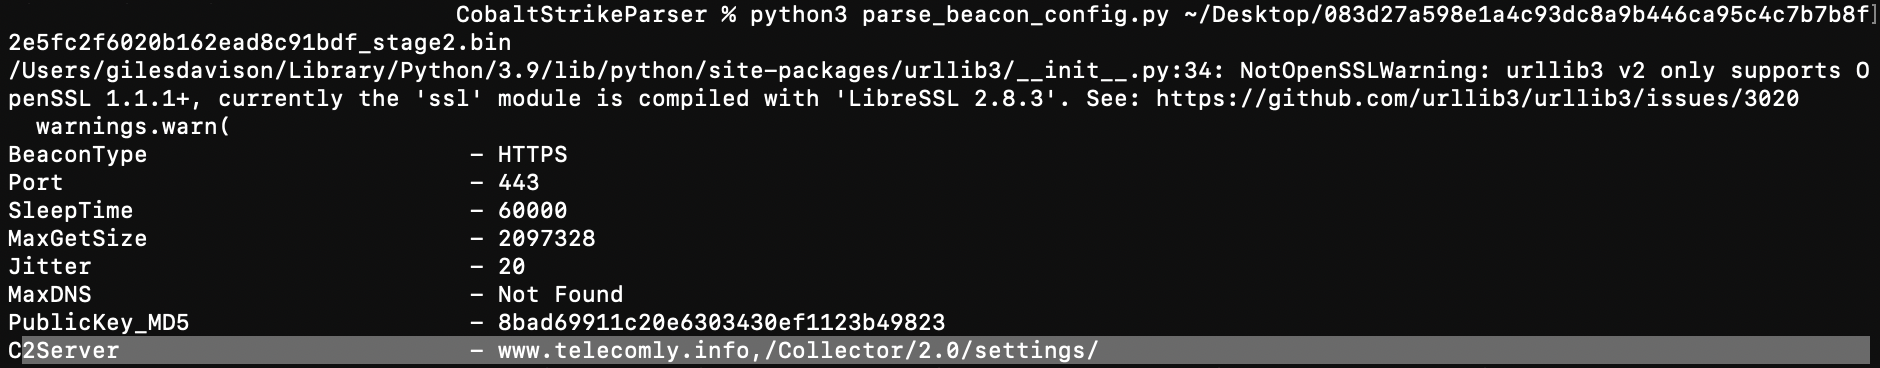 CobaltStrikeParser % python3 parse_beacon_config.py ~/Desktop/083d27a598e1a4c93dc8a9b446ca95c4c7b7b8f]
2e5fc2f6020b162ead8c91bdf_stage2.bin
/Users/gilesdavison/Library/Python/3.9/lib/python/site-packages/urllib3/__init__.py:34: NotOpenSSLWarning: urllib3 v2 only supports O
penSSL 1.1.1+, currently the 'ssl' module is compiled with 'LibreSSL 2.8.3'. See: https://github.com/urllib3/urllib3/issues/3020
  warnings.warn(
BeaconType - HTTPS
Port - 443
SleepTime - 60000
MaxGetSize - 2097328
Jitter - 20
MaxDNS - Not Found
PublicKey_MD5 - 8bad69911c20e6303430ef1123b49823
C2Server - www.telecomly.info,/Collector/2.0/settings/